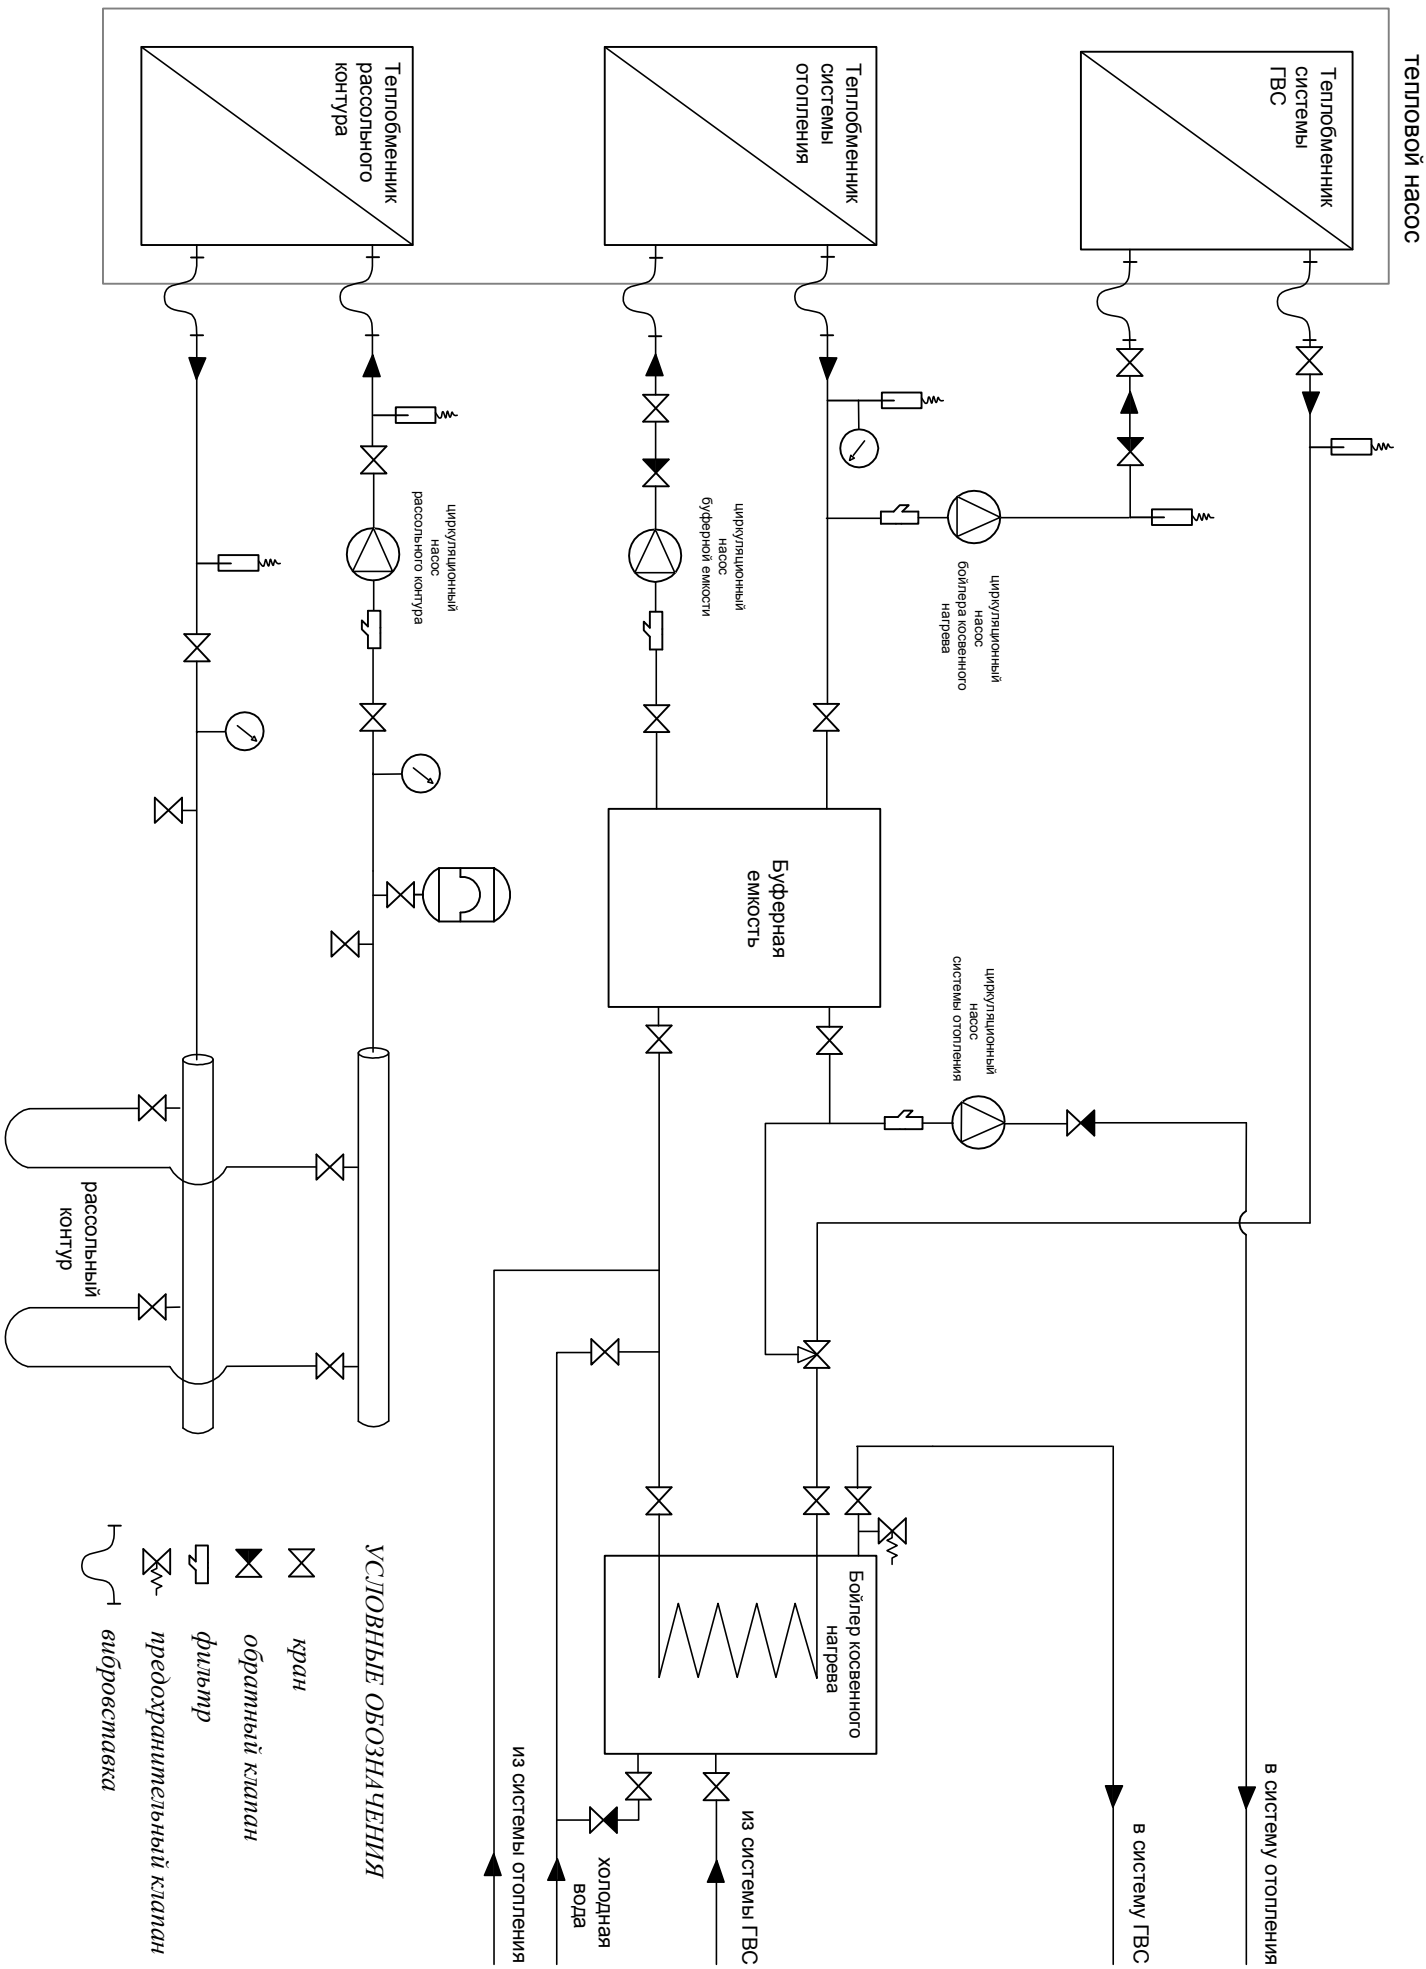 тепловой насос
Теплобменник
системы
ГВС
Теплобменник
системы
отопления
Теплобменник
рассольного
контура
циркуляционный
насос
бойлера косвенного
нагрева
циркуляционный
насос
буферной емкости
циркуляционный
насос
рассольного контура
Буферная
емкость
циркуляционный
насос
системы отопления
рассольный
контур
Бойлер косвенного
нагрева
в систему отопления
в систему ГВС
из системы ГВС
холодная
вода
из системы отопления
УСЛОВНЫЕ ОБОЗНАЧЕНИЯ
кран
обратный клапан
фильтр
предохранительный клапан
вибровставка